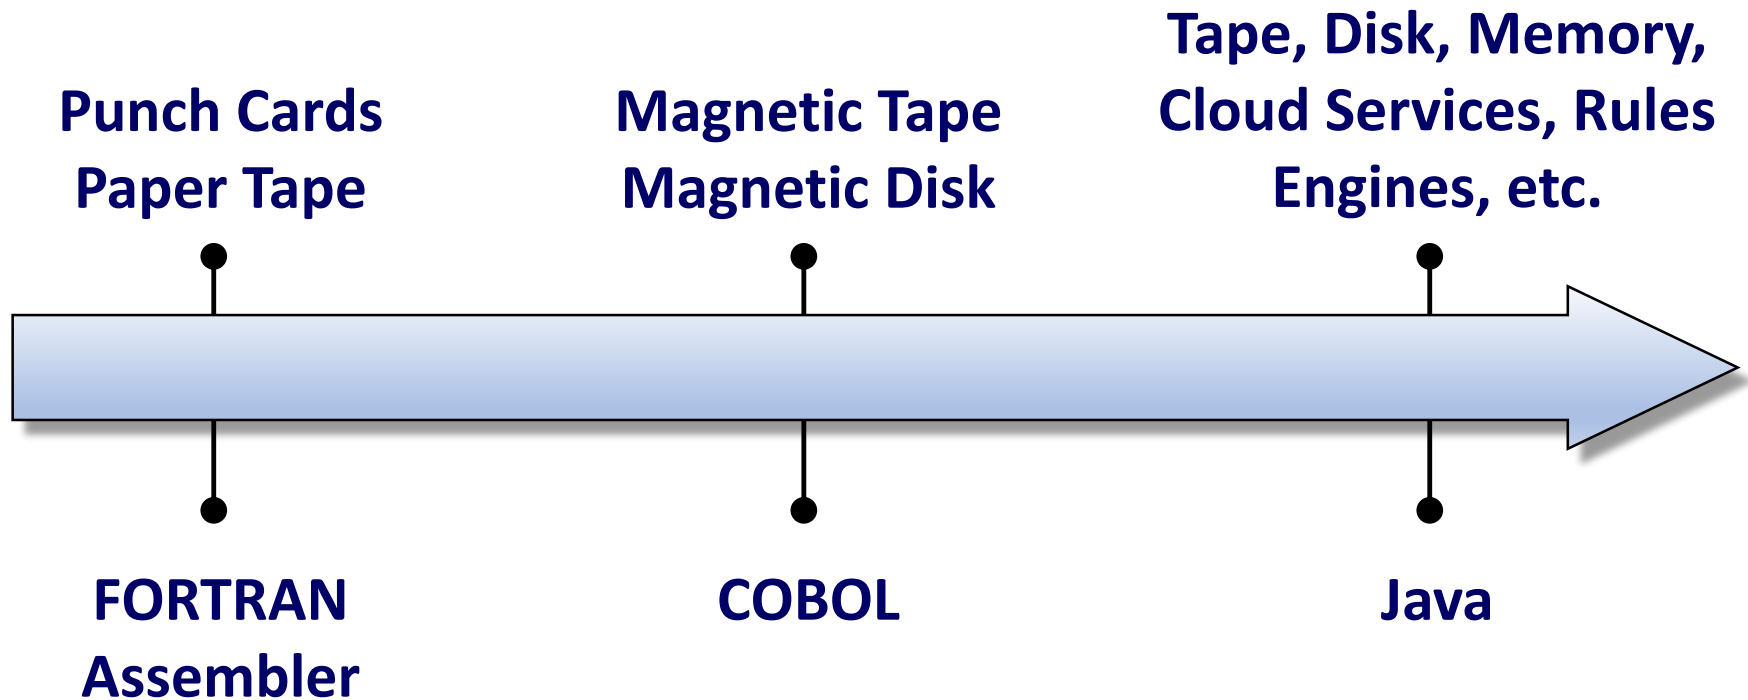 Punch Cards
Paper Tape
Magnetic Tape
Magnetic Disk
Tape, Disk, Memory,
Cloud Services, Rules
Engines, etc.
FORTRAN
Assembler
COBOL
Java